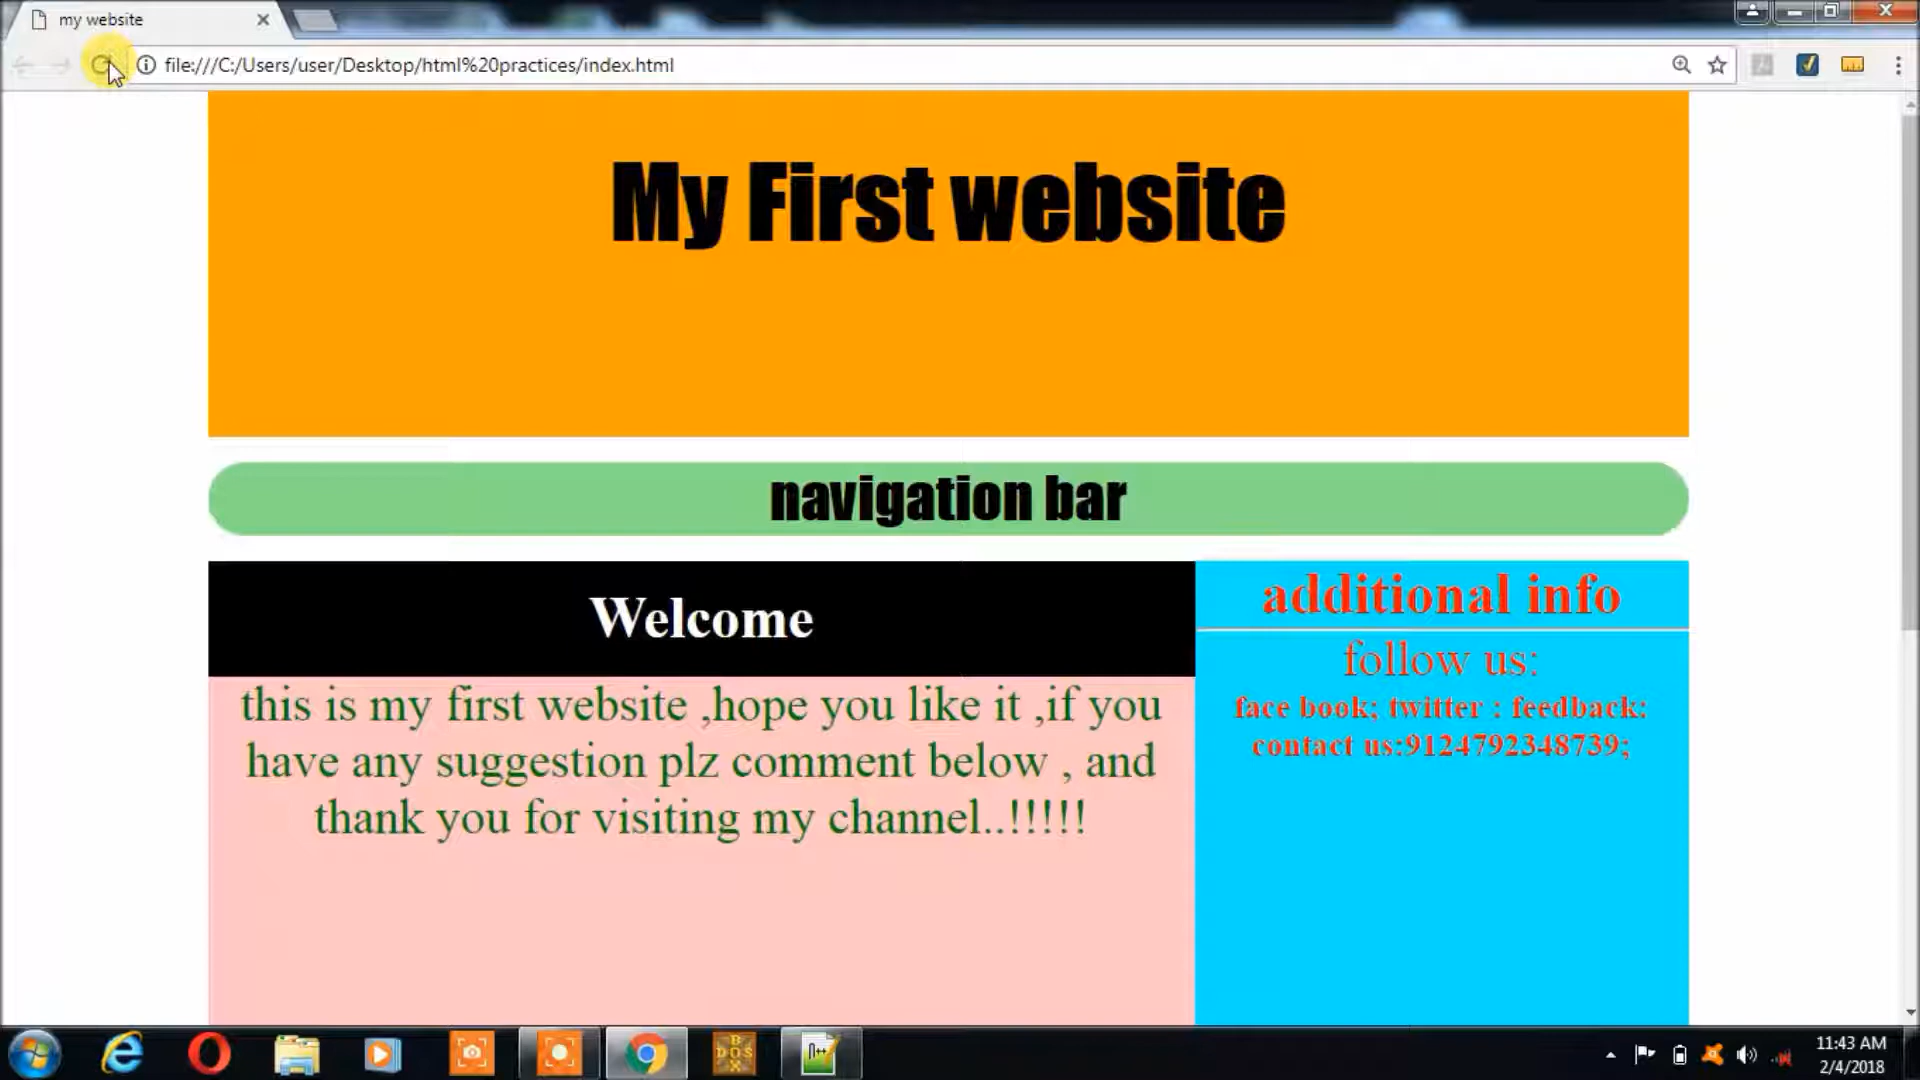 my website
file:///C:/Users/user/Desktop/html%20practices/index.html
My First website
navigation bar
Welcome
this is my first website ,hope you like it ,if you
have any suggestion plz comment below , and
thank you for visiting my channel..!!!!!
additional info
follow us:
face book; twitter : feedback:
contact us:9124792348739;
DOS
BOX
n++
11:43 AM
2/4/2018